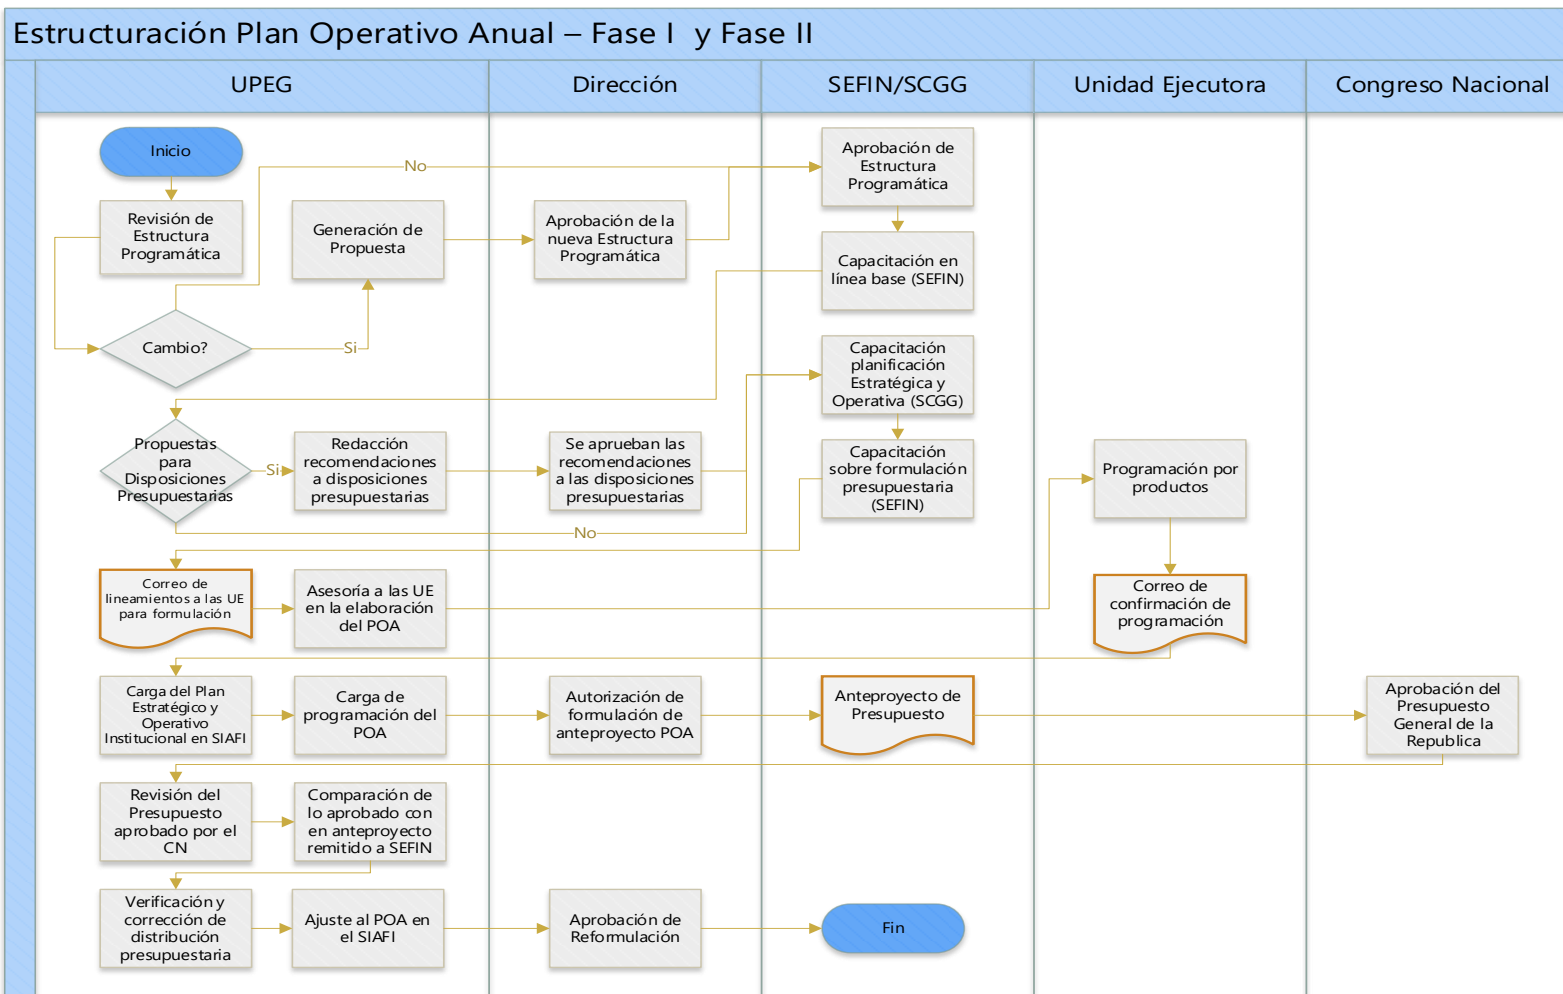 Estructuración Plan Operativo Anual – Fase I y Fase II
UPEG
Dirección
SEFIN/SCGG
Unidad Ejecutora
Congreso Nacional
Inicio
No
Aprobación de
Estructura
Programática
Revisión de
Estructura
Programática
Generación de
Propuesta
Aprobación de la
nueva Estructura
Programática
Capacitación en
línea base (SEFIN)
Cambio?
Si
Capacitación
planificación
Estratégica y
Operativa (SCGG)
Propuestas
para
Disposiciones
Presupuestarias
Si
Redacción
recomendaciones
a disposiciones
presupuestarias
Se aprueban las
recomendaciones
a las disposiciones
presupuestarias
Capacitación
sobre formulación
presupuestaria
(SEFIN)
Programación por
productos
No
Correo de
lineamientos a las UE
para formulación
Asesoría a las UE
en la elaboración
del POA
Correo de
confirmación de
programación
Carga del Plan
Estratégico y
Operativo
Institucional en SIAFI
Carga de
programación del
POA
Autorización de
formulación de
anteproyecto POA
Anteproyecto de
Presupuesto
Aprobación del
Presupuesto
General de la
Republica
Revisión del
Presupuesto
aprobado por el
CN
Comparación de
lo aprobado con
en anteproyecto
remitido a SEFIN
Verificación y
corrección de
distribución
presupuestaria
Ajuste al POA en
el SIAFI
Aprobación de
Reformulación
Fin